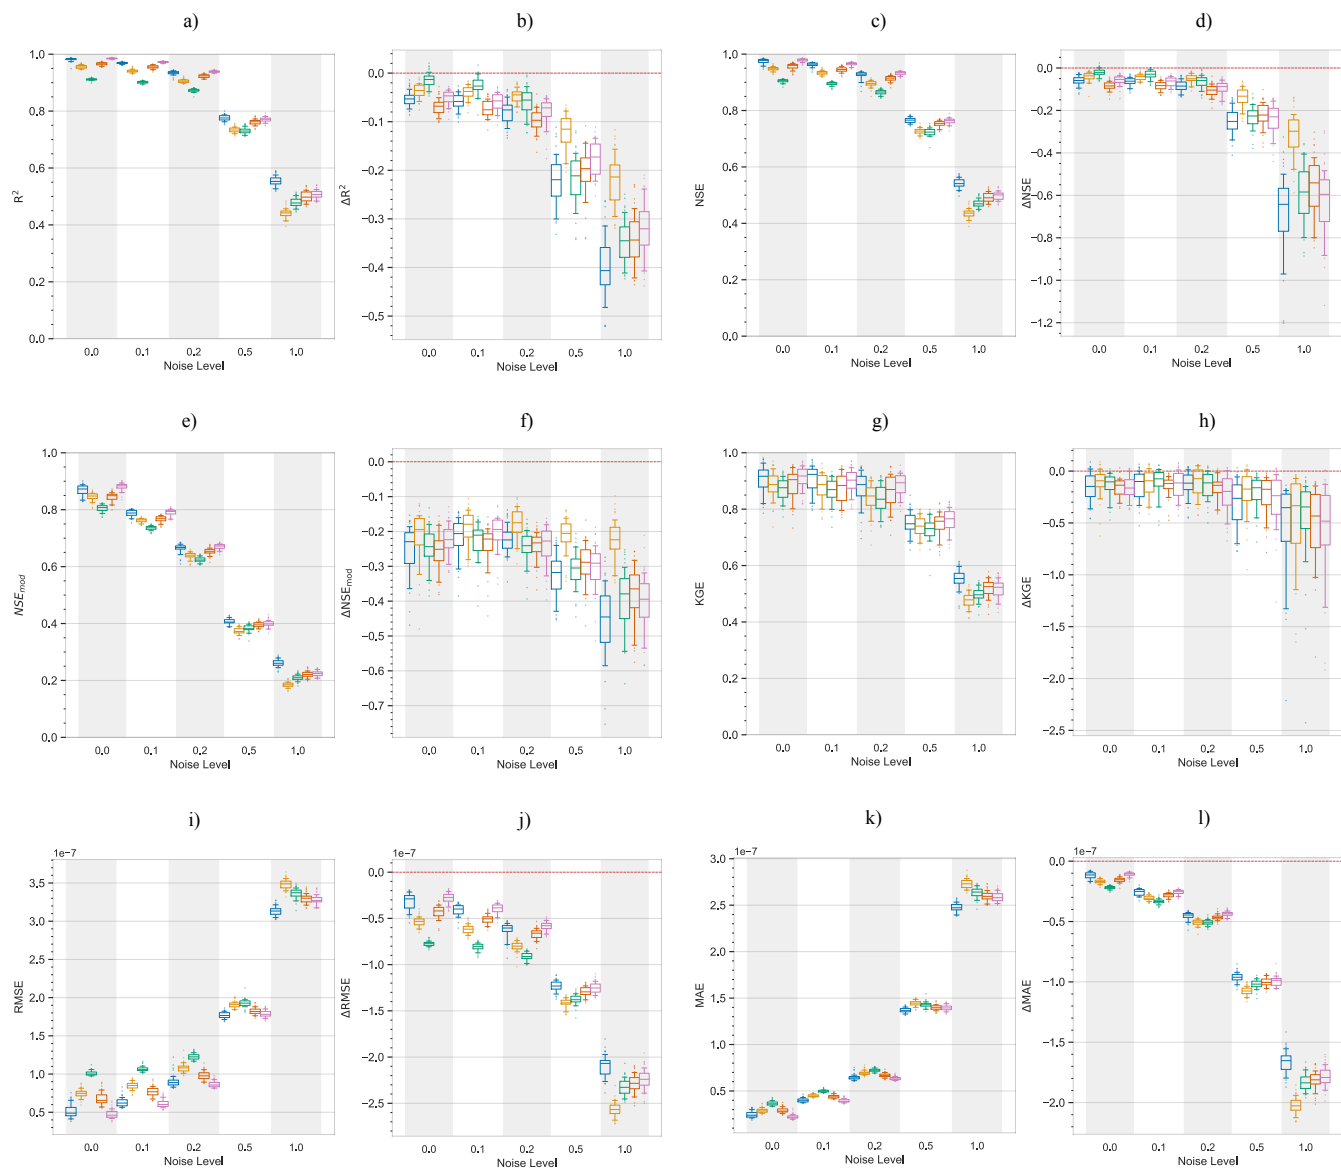 a)
1.0
0.8
0.6
0.4
0.2
0.0
R²
0.0 0.1 0.2 0.5 1.0
Noise Level
b)
0.0
−0.1
−0.2
−0.3
−0.4
−0.5
ΔR²
0.0 0.1 0.2 0.5 1.0
Noise Level
c)
1.0
0.8
0.6
0.4
0.2
0.0
NSE
0.0 0.1 0.2 0.5 1.0
Noise Level
d)
0.0
−0.2
−0.4
−0.6
−0.8
−1.0
−1.2
ΔNSE
0.0 0.1 0.2 0.5 1.0
Noise Level
e)
1.0
0.8
0.6
0.4
0.2
0.0
NSE_mod
0.0 0.1 0.2 0.5 1.0
Noise Level
f)
0.0
−0.1
−0.2
−0.3
−0.4
−0.5
−0.6
−0.7
ΔNSE_mod
0.0 0.1 0.2 0.5 1.0
Noise Level
g)
1.0
0.8
0.6
0.4
0.2
0.0
KGE
0.0 0.1 0.2 0.5 1.0
Noise Level
h)
0.0
−0.5
−1.0
−1.5
−2.0
−2.5
ΔKGE
0.0 0.1 0.2 0.5 1.0
Noise Level
i)
1e-7
3,5
3.0
2.5
2.0
1.5
1.0
0.5
RMSE
0.0 0.1 0.2 0.5 1.0
Noise Level
j)
1e-7
0.0
−0.5
−1.0
−1.5
−2.0
−2.5
ΔRMSE
0.0 0.1 0.2 0.5 1.0
Noise Level
k)
1e-7
3.0
2.5
2.0
1.5
1.0
0.5
0.0
MAE
0.0 0.1 0.2 0.5 1.0
Noise Level
l)
1e-7
0.0
−0.5
−1.0
−1.5
−2.0
ΔMAE
0.0 0.1 0.2 0.5 1.0
Noise Level